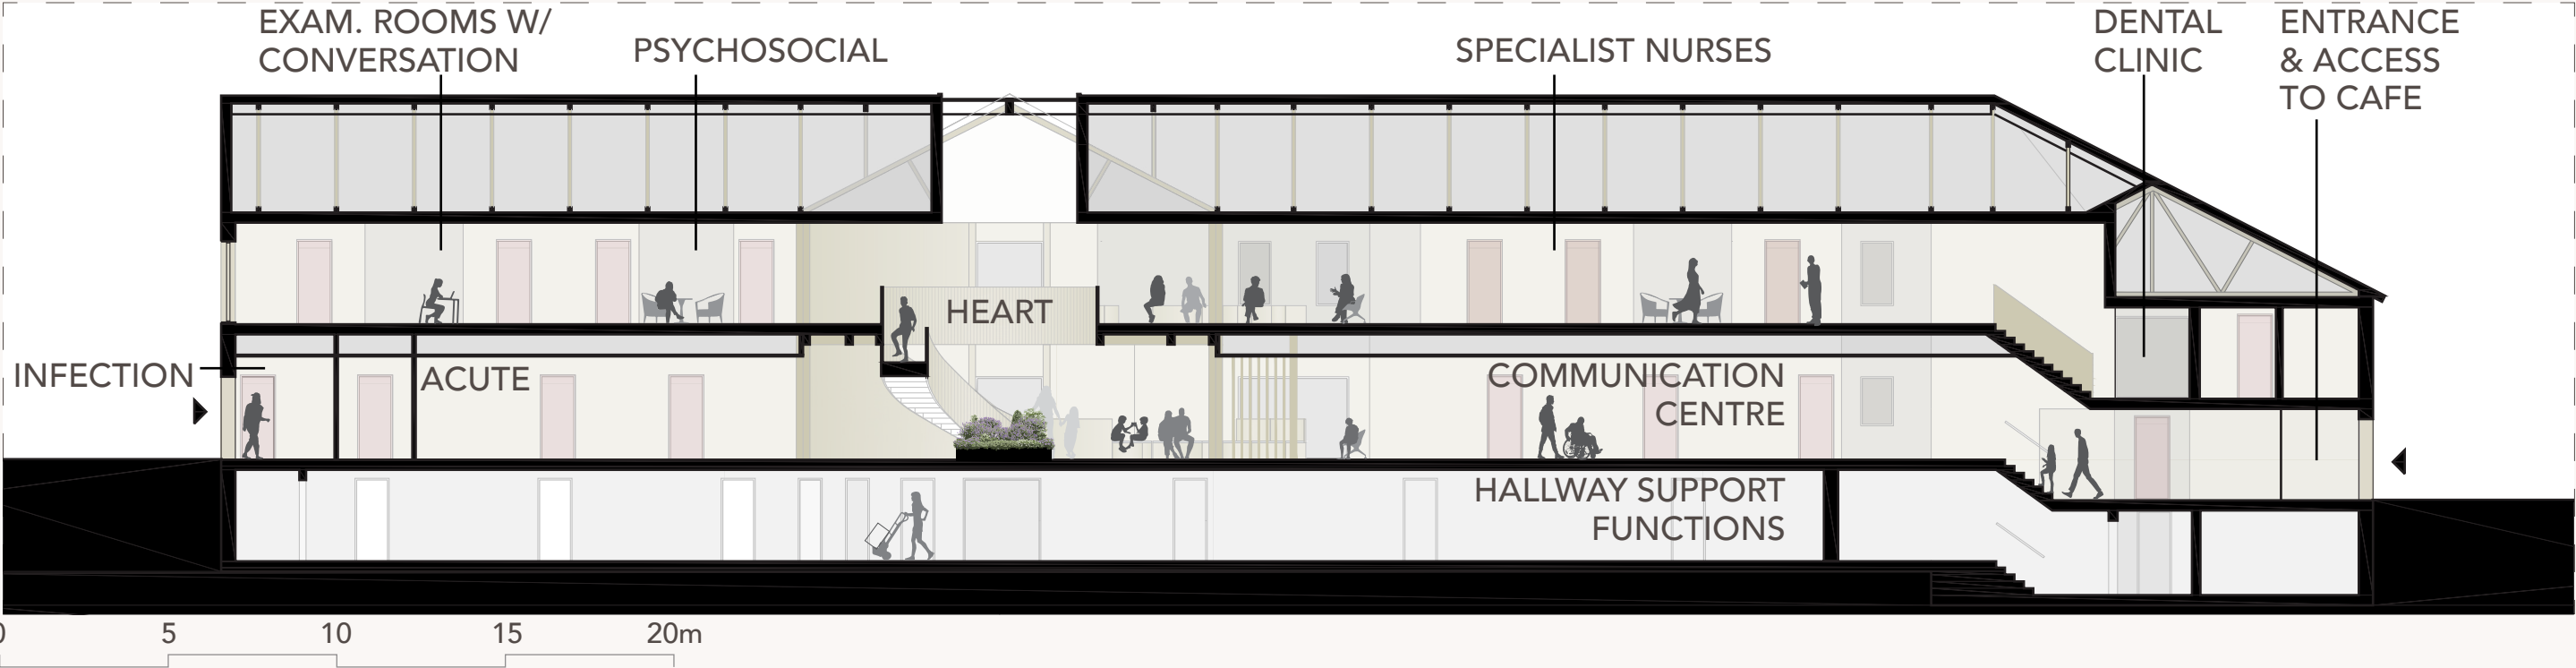 EXAM. ROOMS W/
CONVERSATION
PSYCHOSOCIAL
SPECIALIST NURSES
DENTAL
CLINIC
ENTRANCE
& ACCESS
TO CAFE
HEART
INFECTION
ACUTE
COMMUNICATION
CENTRE
HALLWAY SUPPORT
FUNCTIONS
0 5 10 15 20m